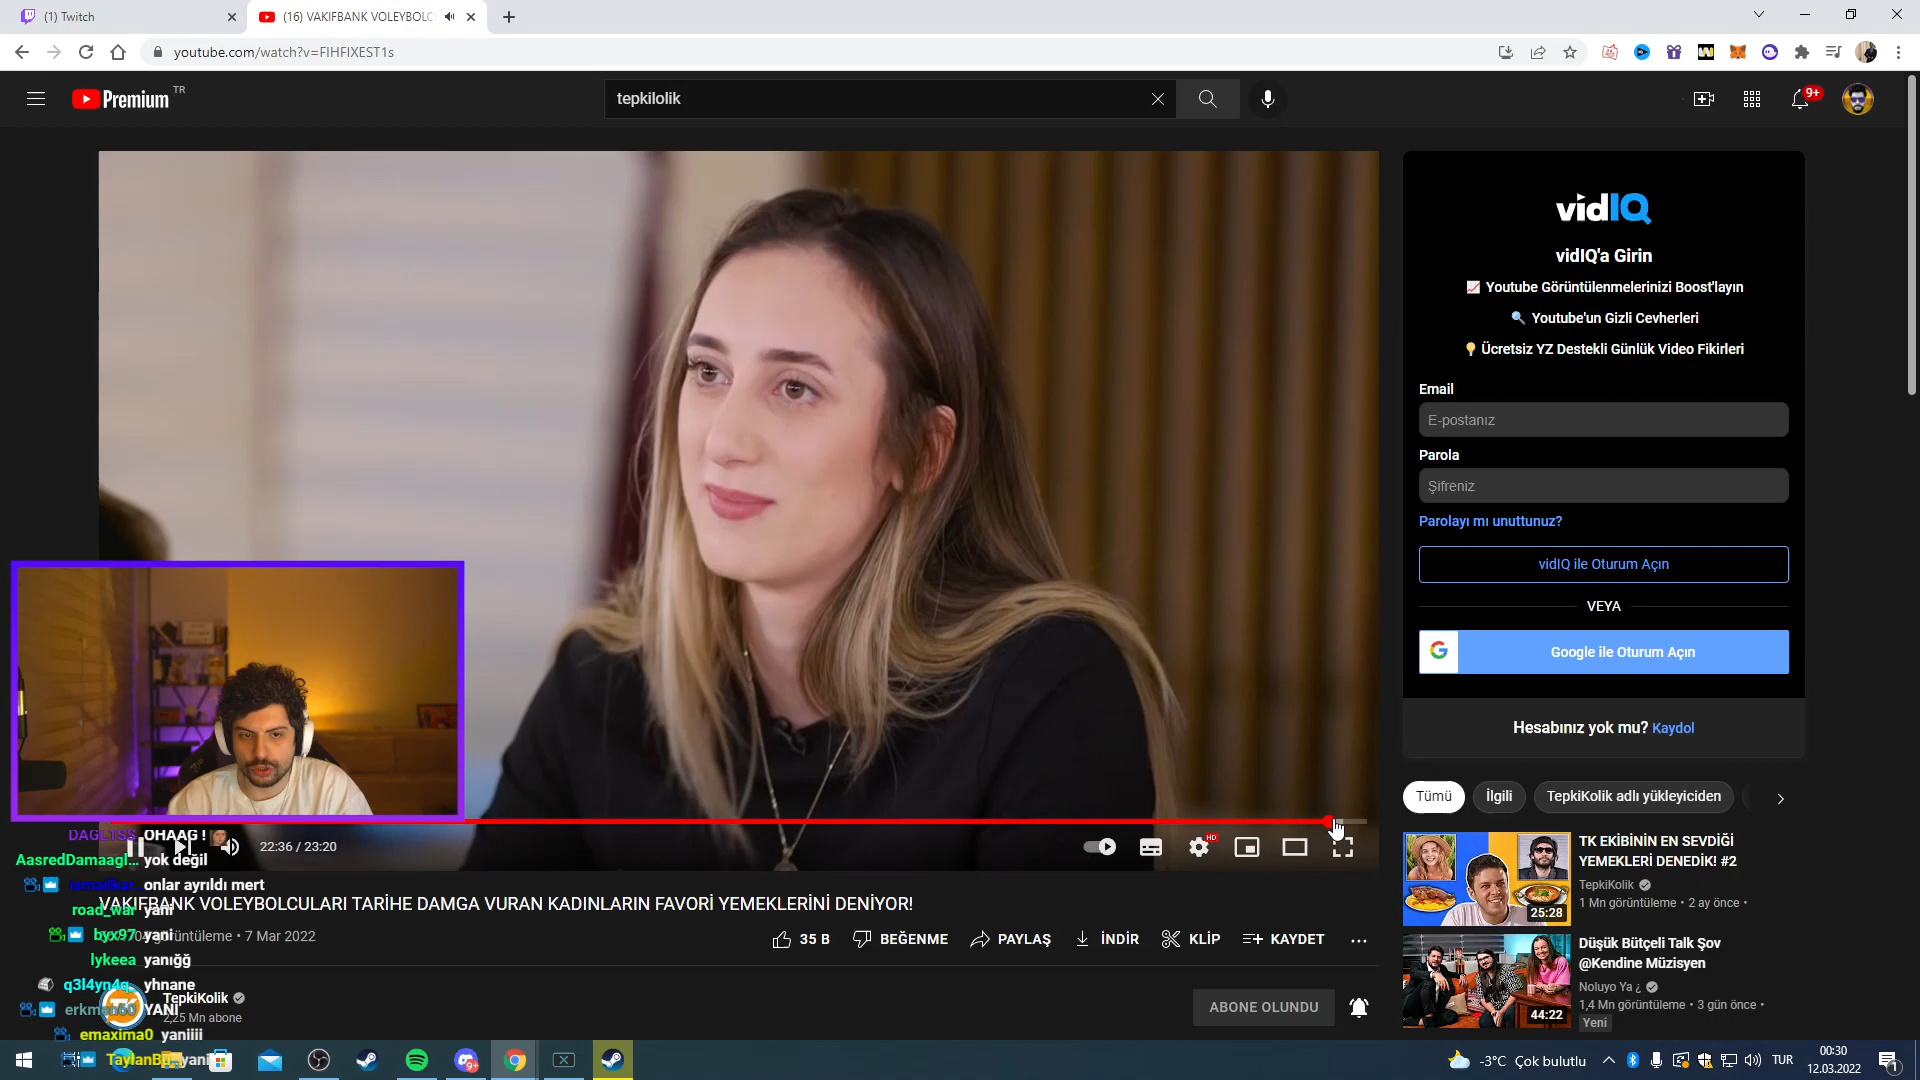 (1) Twitch
(16) VAKIFBANK VOLEYBOLC
youtube.com/watch?v=FIHFIXEST1s
Premium TR
tepkilolik
9+
vidIQ
vidIQ'a Girin
Youtube Görüntülenmelerinizi Boost'layın
Youtube'un Gizli Cevherleri
Ücretsiz YZ Destekli Günlük Video Fikirleri
Email
E-postanız
Parola
Şifreniz
Parolayı mı unuttunuz?
vidIQ ile Oturum Açın
VEYA
Google ile Oturum Açın
Hesabınız yok mu? Kaydol
Tümü
İlgili
TepkiKolik adlı yükleyiciden
TK EKİBİNİN EN SEVDİĞİ
YEMEKLERİ DENEDİK! #2
TepkiKolik
1 Mn görüntüleme • 2 ay önce •
25:28
Düşük Bütçeli Talk Şov
@Kendine Müzisyen
Noluyo Ya ¿
1,4 Mn görüntüleme • 3 gün önce •
Yeni
44:22
22:36 / 23:20
HD
VAKIFBANK VOLEYBOLCULARI TARİHE DAMGA VURAN KADINLARIN FAVORİ YEMEKLERİNİ DENİYOR!
görüntüleme • 7 Mar 2022
35 B
BEĞENME
PAYLAŞ
İNDİR
KLİP
KAYDET
TepkiKolik
2,25 Mn abone
ABONE OLUNDU
OHAAG !
AasredDamaagl... yok değil
onlar ayrıldı mert
road_war yani
byx97 yani
lykeea yanığğ
q3l4yn4q_ yhnane
YANİ
emaxima0 yaniiii
yani
9+
-3°C Çok bulutlu
TUR
00:30
12.03.2022
1